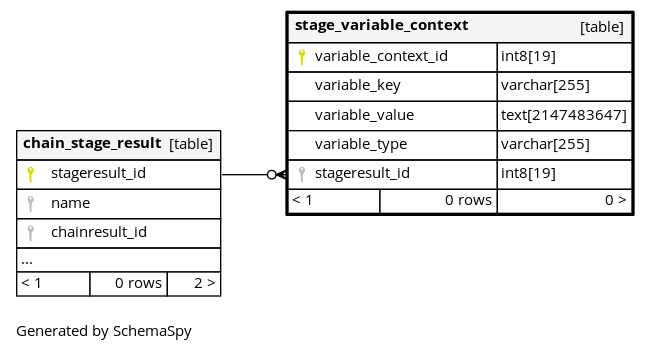 stage_variable_context [table]
variable_context_id int8[19]
variable_key varchar[255]
variable_value text[2147483647]
variable_type varchar[255]
stageresult_id int8[19]
< 1 0 rows 0 >
chain_stage_result [table]
stageresult_id
name
chainresult_id
...
< 1 0 rows 2 >
Generated by SchemaSpy